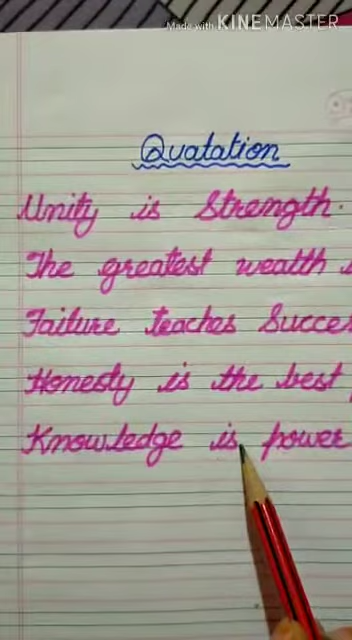 Made with KINEMASTER
Quatation
Unity is Strength.
The greatest wealth
Failure teaches Succes
Honesty is the best
Knowledge is power